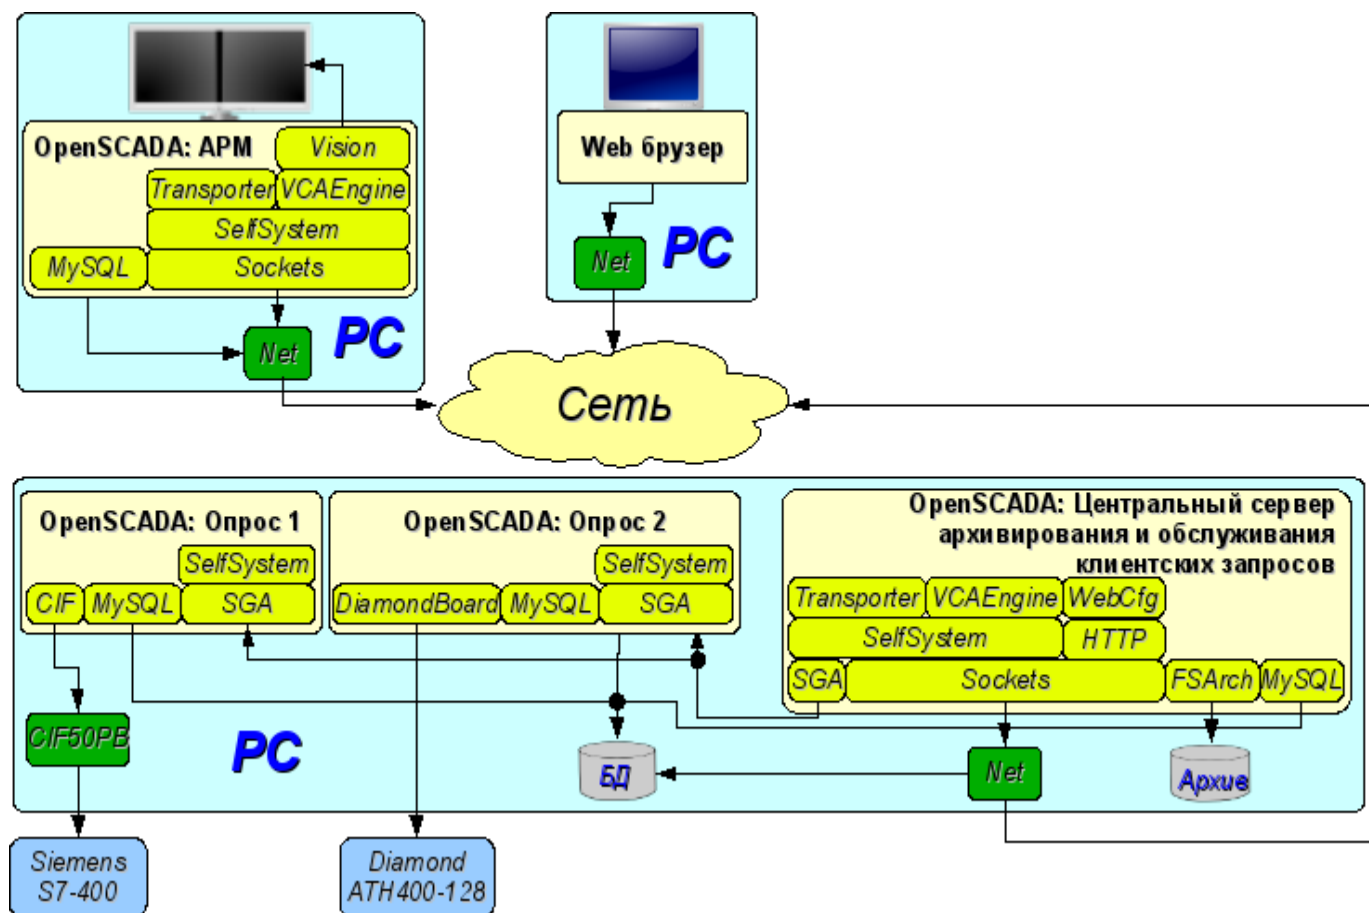 OpenSCADA: АРМ
Vision
Transporter
VCAEngine
SelfSystem
MySQL
Sockets
Net
PC
Web брузер
Net
PC
Сеть
OpenSCADA: Опрос 1
SelfSystem
CIF
MySQL
SGA
OpenSCADA: Опрос 2
SelfSystem
DiamondBoard
MySQL
SGA
OpenSCADA: Центральный сервер
архивирования и обслуживания
клиентских запросов
Transporter
VCAEngine
WebCfg
SelfSystem
HTTP
SGA
Sockets
FSArch
MySQL
CIF50PB
PC
БД
Net
Архив
Siemens
S7-400
Diamond
ATH400-128